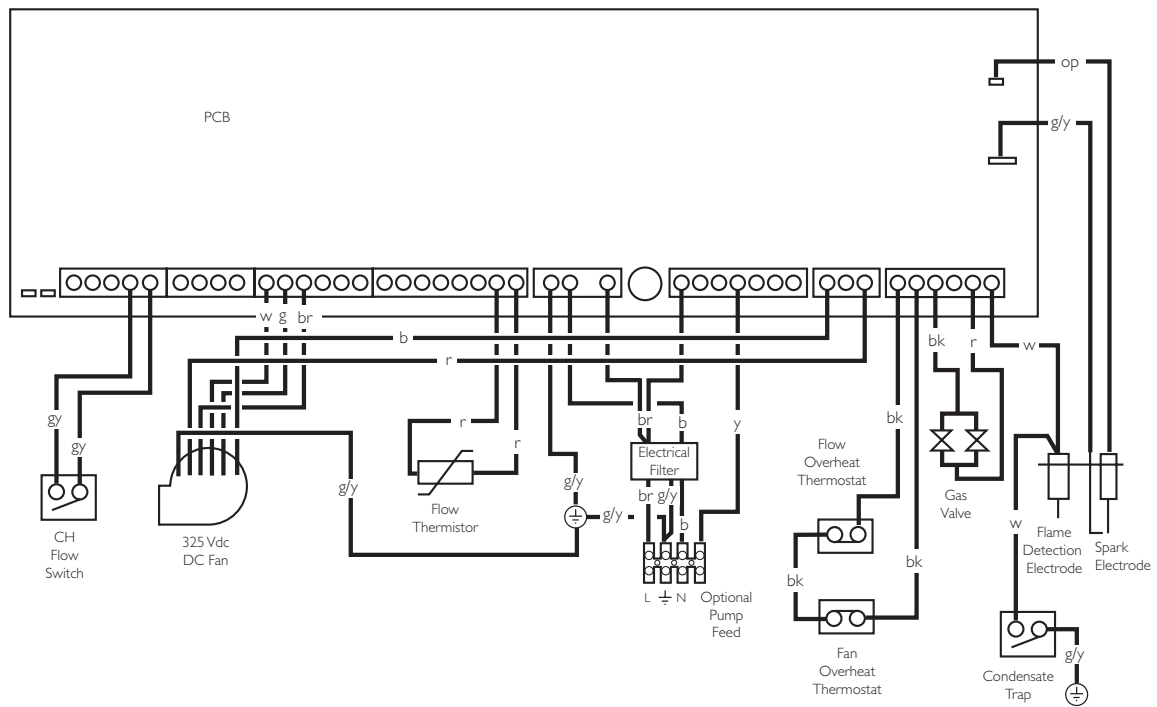 op
PCB
g/y
w g br
b
r
bk
r
w
gy
gy
r
r
br
b
y
bk
Flow
Overheat
Thermostat
Electrical
Filter
g/y
g/y
br g/y
b
g/y
Flow
Thermistor
Gas
Valve
w
CH
Flow
Switch
325 Vdc
DC Fan
Flame
Detection
Electrode
Spark
Electrode
bk
bk
L N
Optional
Pump
Feed
Fan
Overheat
Thermostat
g/y
Condensate
Trap